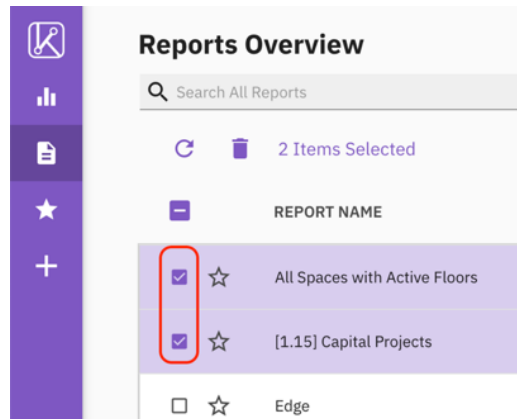 Reports Overview
Search All Reports
2 Items Selected
REPORT NAME
All Spaces with Active Floors
[1.15] Capital Projects
Edge